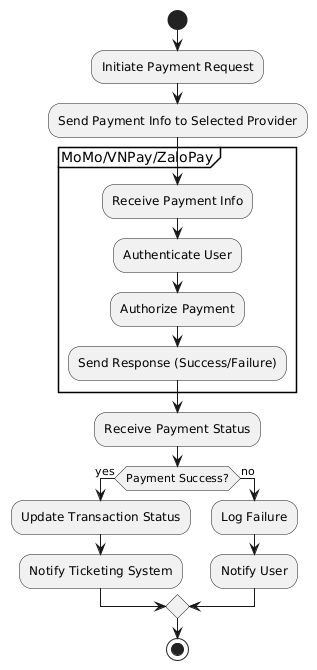 Initiate Payment Request
Send Payment Info to Selected Provider
MoMo/VNPay/ZaloPay
Receive Payment Info
Authenticate User
Authorize Payment
Send Response (Success/Failure)
Receive Payment Status
yes
Payment Success?
no
Update Transaction Status
Log Failure
Notify Ticketing System
Notify User